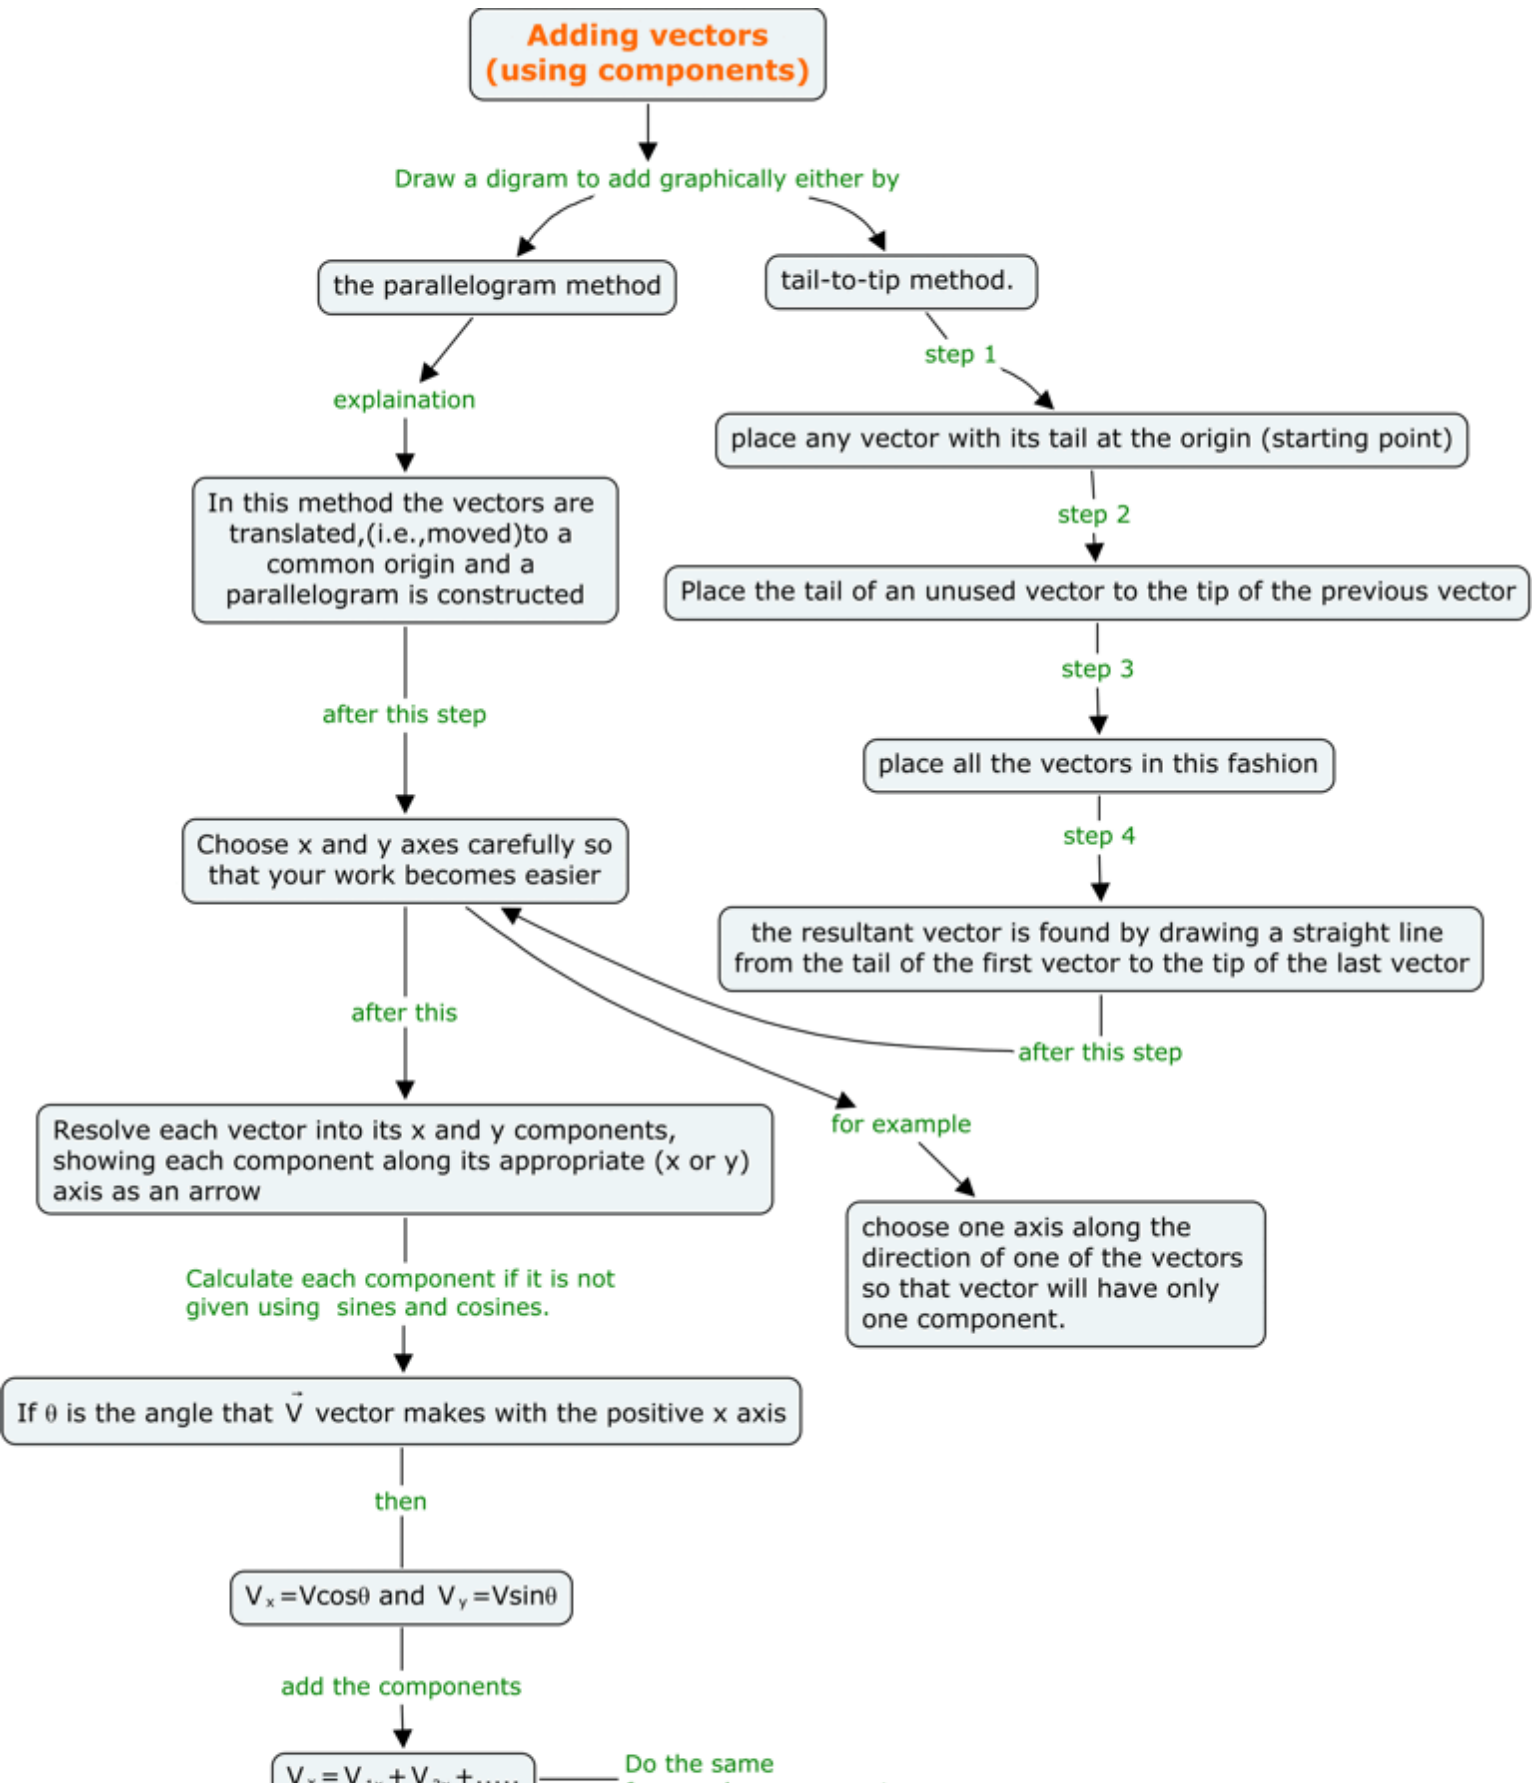 Adding vectors
(using components)
Draw a digram to add graphically either by
the parallelogram method
tail-to-tip method.
step 1
explaination
place any vector with its tail at the origin (starting point)
In this method the vectors are
translated,(i.e.,moved)to a
common origin and a
parallelogram is constructed
step 2
Place the tail of an unused vector to the tip of the previous vector
step 3
after this step
place all the vectors in this fashion
step 4
Choose x and y axes carefully so
that your work becomes easier
the resultant vector is found by drawing a straight line
from the tail of the first vector to the tip of the last vector
after this
after this step
for example
Resolve each vector into its x and y components,
showing each component along its appropriate (x or y)
axis as an arrow
choose one axis along the
direction of one of the vectors
so that vector will have only
one component.
Calculate each component if it is not
given using sines and cosines.
If θ is the angle that V⃗ vector makes with the positive x axis
then
Vₓ=Vcosθ and Vᵧ=Vsinθ
add the components
Do the same